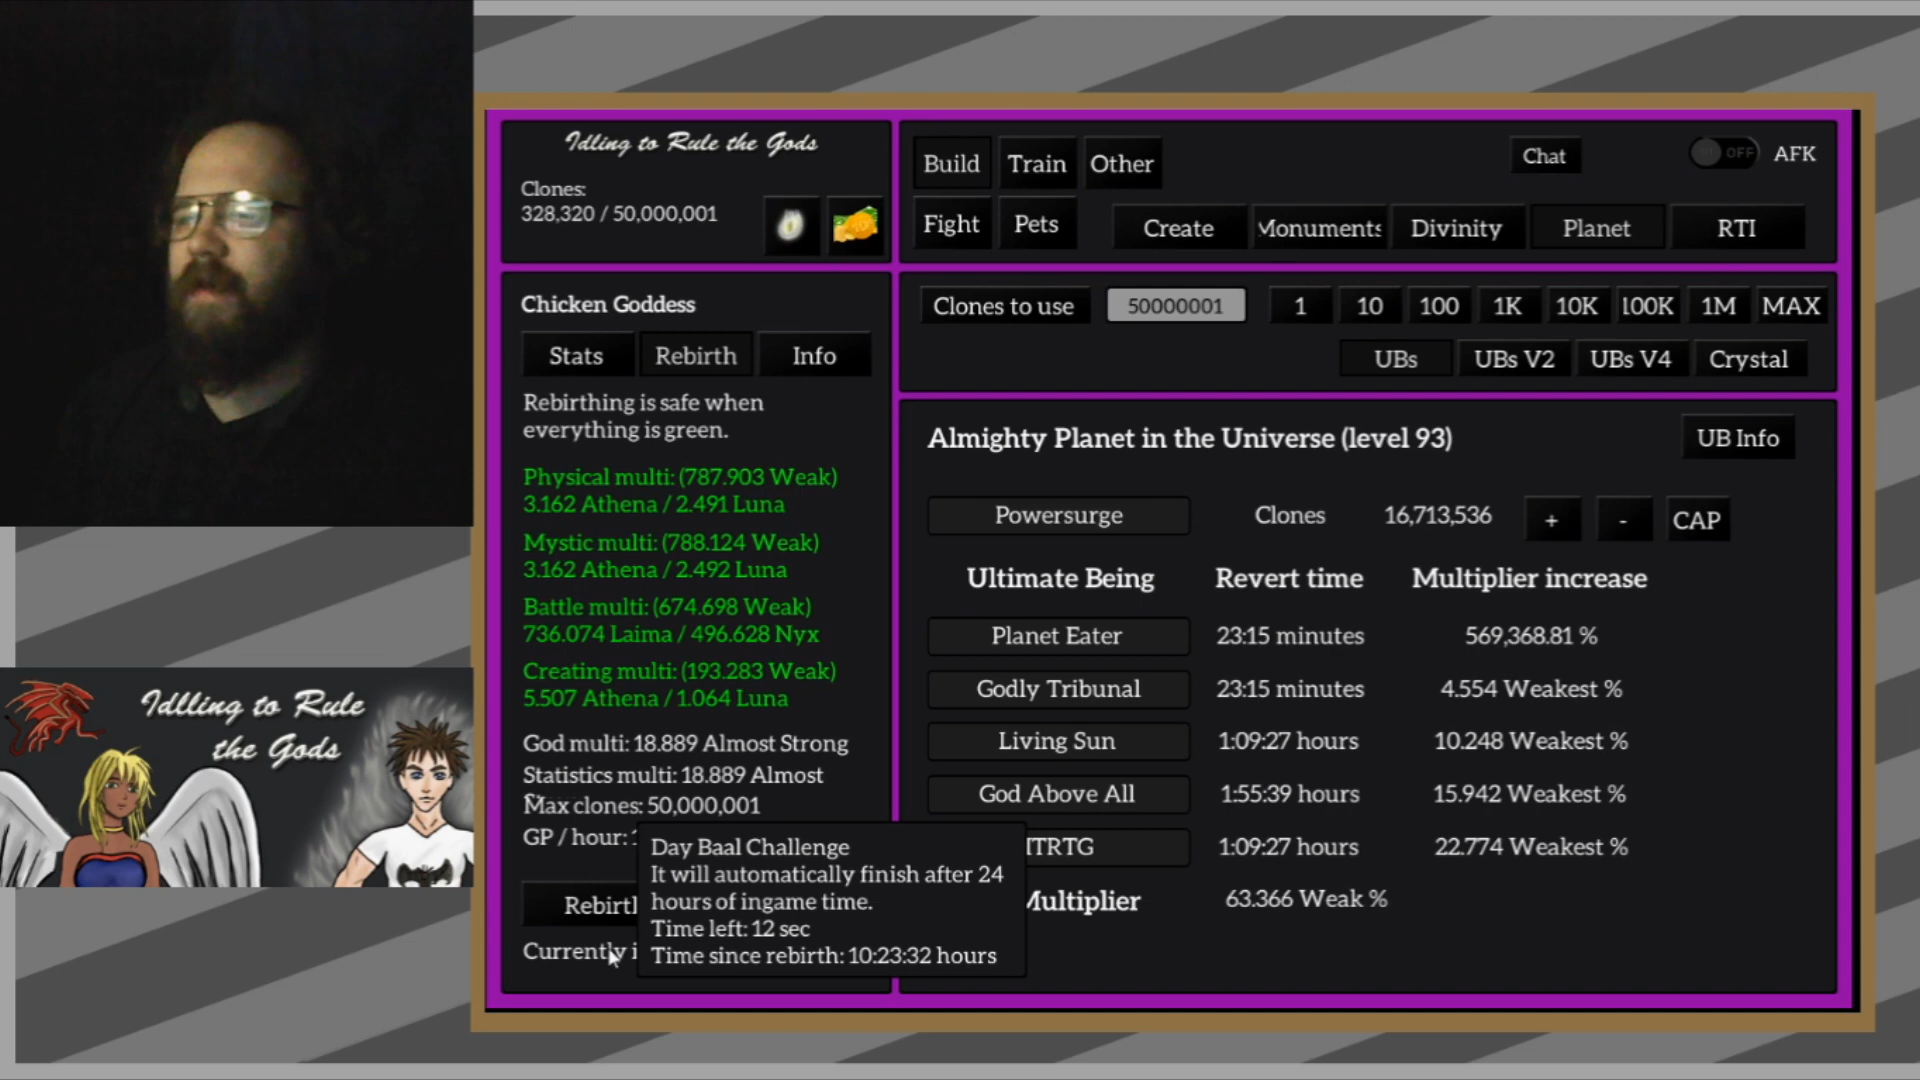 Idling to Rule the Gods
Clones:
328,320 / 50,000,001
Build
Train
Other
Chat
OFF
AFK
Fight
Pets
Create
Monuments
Divinity
Planet
RTI
Clones to use
50000001
1
10
100
1K
10K
100K
1M
MAX
UBs
UBs V2
UBs V4
Crystal
Chicken Goddess
Stats
Rebirth
Info
Rebirthing is safe when
everything is green.
Physical multi: (787.903 Weak)
3.162 Athena / 2.491 Luna
Mystic multi: (788.124 Weak)
3.162 Athena / 2.492 Luna
Battle multi: (674.698 Weak)
736.074 Laima / 496.628 Nyx
Creating multi: (193.283 Weak)
5.507 Athena / 1.064 Luna
God multi: 18.889 Almost Strong
Statistics multi: 18.889 Almost
Max clones: 50,000,001
GP / hour:
Rebirth
Currently
Day Baal Challenge
It will automatically finish after 24
hours of ingame time.
Time left: 12 sec
Time since rebirth: 10:23:32 hours
Almighty Planet in the Universe (level 93)
UB Info
Powersurge
Clones
16,713,536
+
-
CAP
Ultimate Being
Revert time
Multiplier increase
Planet Eater
23:15 minutes
569,368.81 %
Godly Tribunal
23:15 minutes
4.554 Weakest %
Living Sun
1:09:27 hours
10.248 Weakest %
God Above All
1:55:39 hours
15.942 Weakest %
ITRTG
1:09:27 hours
22.774 Weakest %
Multiplier
63.366 Weak %
Idlling to Rule
the Gods